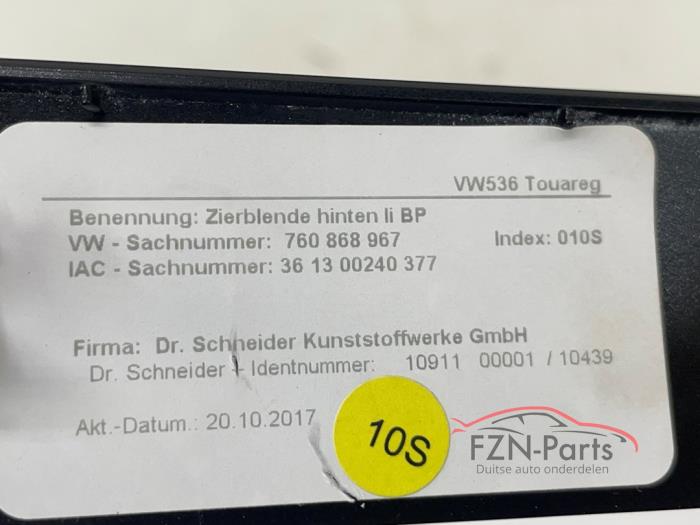 VW536 Touareg
Benennung: Zierblende hinten li BP
VW - Sachnummer: 760 868 967 Index: 010S
IAC - Sachnummer: 36 13 00240 377
Firma: Dr. Schneider Kunststoffwerke GmbH
Dr. Schneider - Identnummer: 10911 00001 / 10439
Akt.-Datum.: 20.10.2017
10S
FZN-Parts
Duitse auto onderdelen